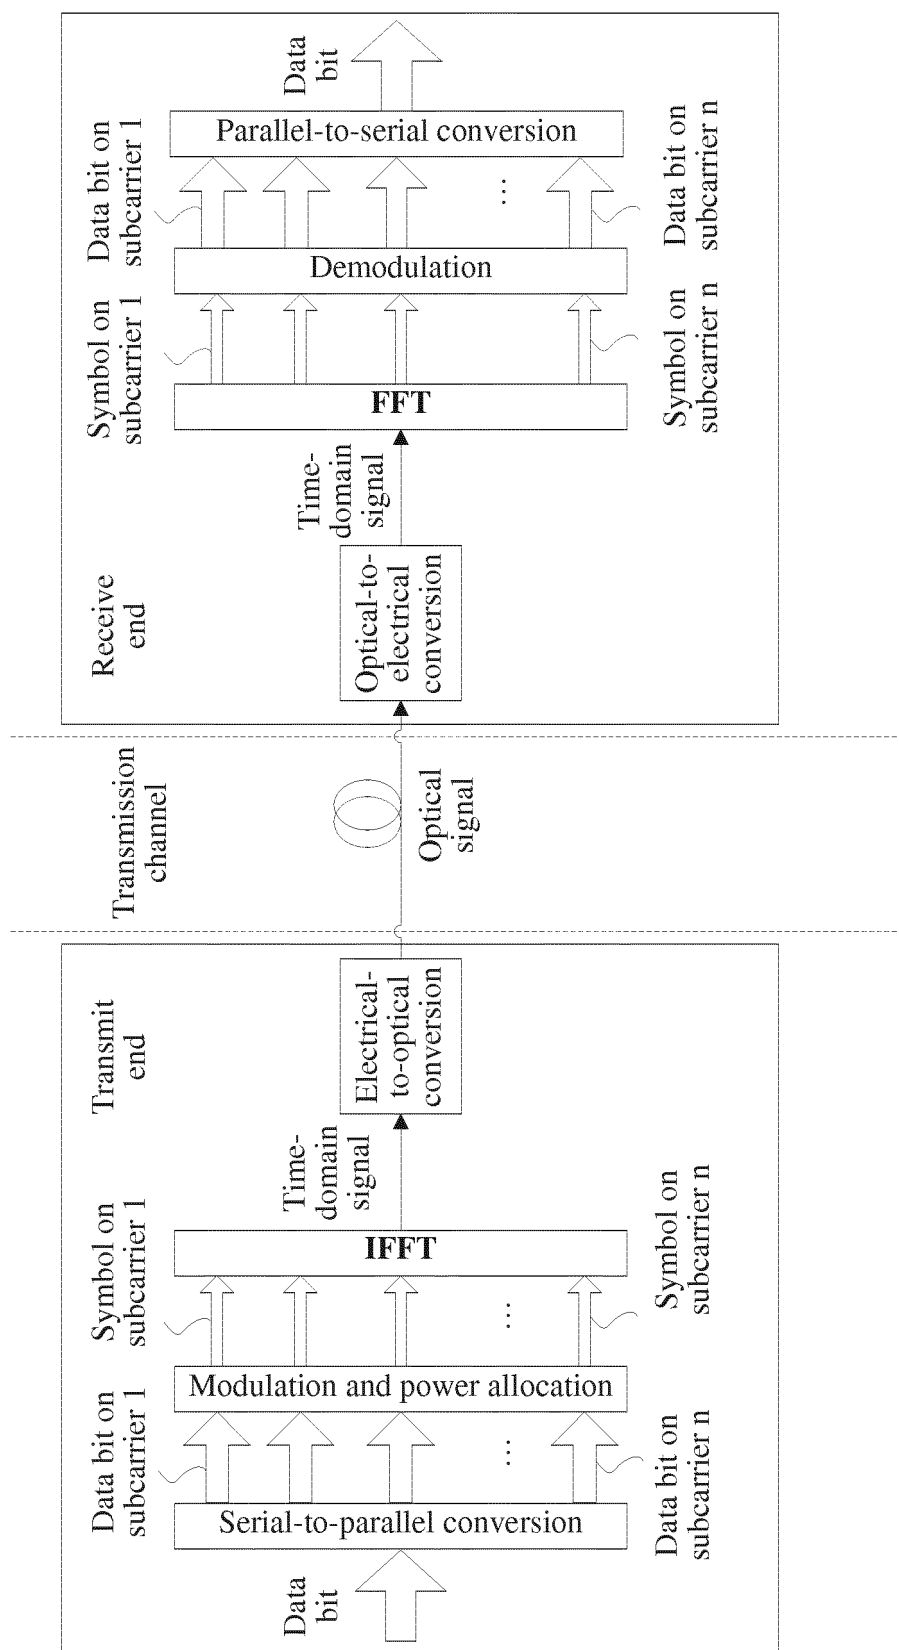 Data
bit
Parallel-to-serial conversion
Data bit on
subcarrier 1
...
Data bit on
subcarrier n
Demodulation
Symbol on
subcarrier 1
Symbol on
subcarrier n
FFT
Time-
domain
signal
Receive
end
Optical-to-
electrical
conversion
Transmission
channel
Optical
signal
Transmit
end
Electrical-
to-optical
conversion
Time-
domain
signal
IFFT
Symbol on
subcarrier 1
...
Symbol on
subcarrier n
Modulation and power allocation
Data bit on
subcarrier 1
...
Data bit on
subcarrier n
Serial-to-parallel conversion
Data
bit